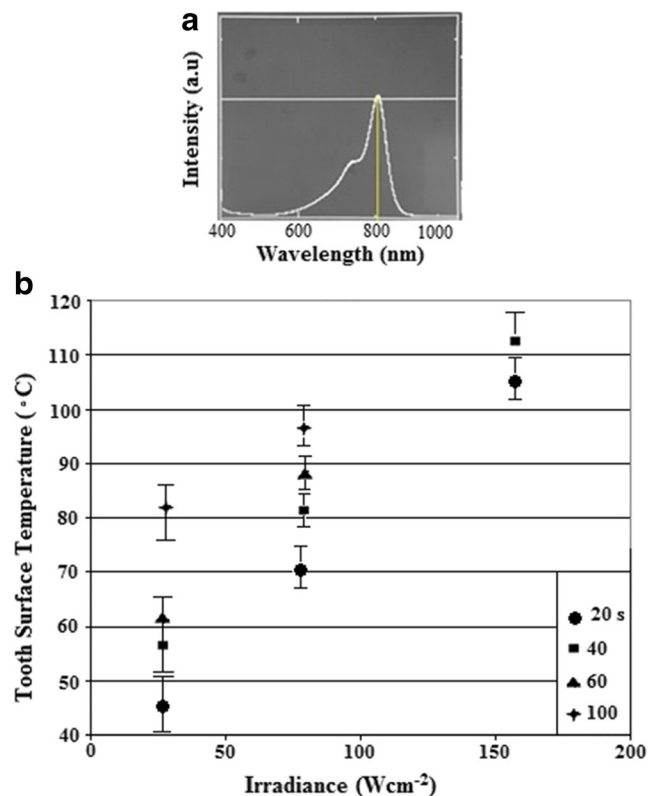 a
Intensity (a.u)
400 600 800 1000
Wavelength (nm)
b
120
110
100
90
80
70
60
50
45
40
Tooth Surface Temperature (°C)
20 s
40
60
100
0 50 100 150 200
Irradiance (Wcm-2)